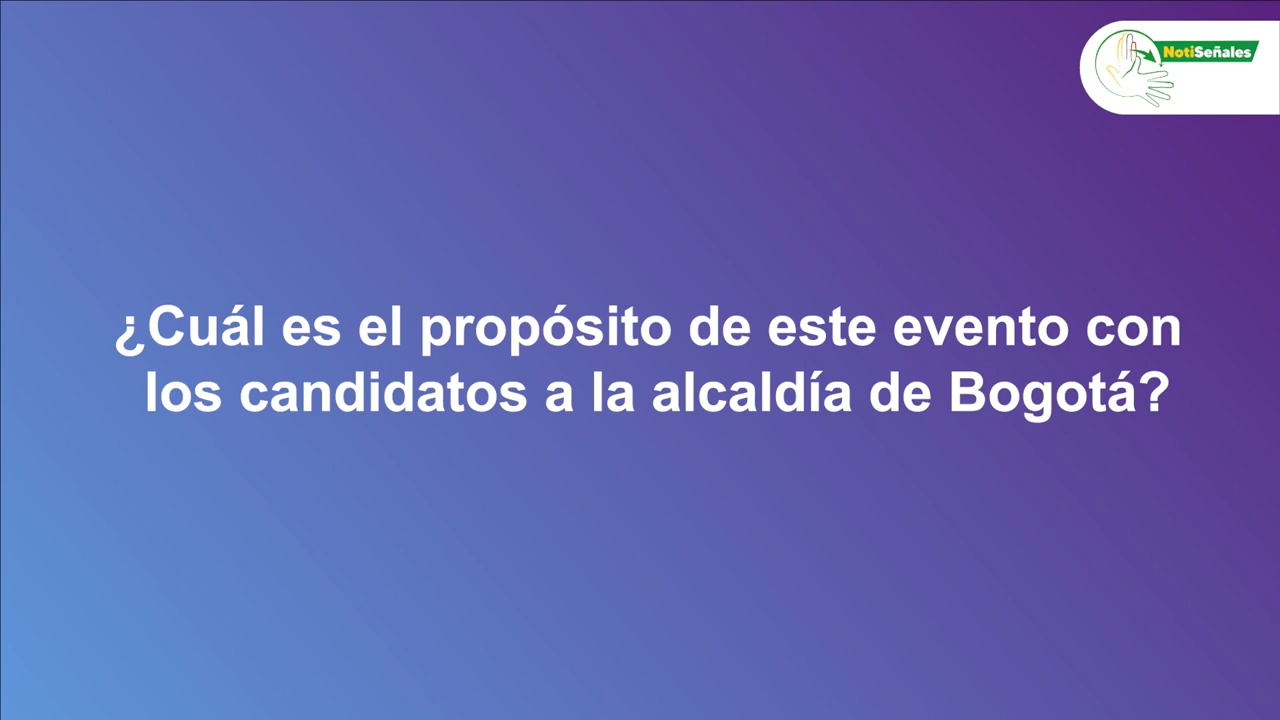 NotiSeñales
¿Cuál es el propósito de este evento con
los candidatos a la alcaldía de Bogotá?